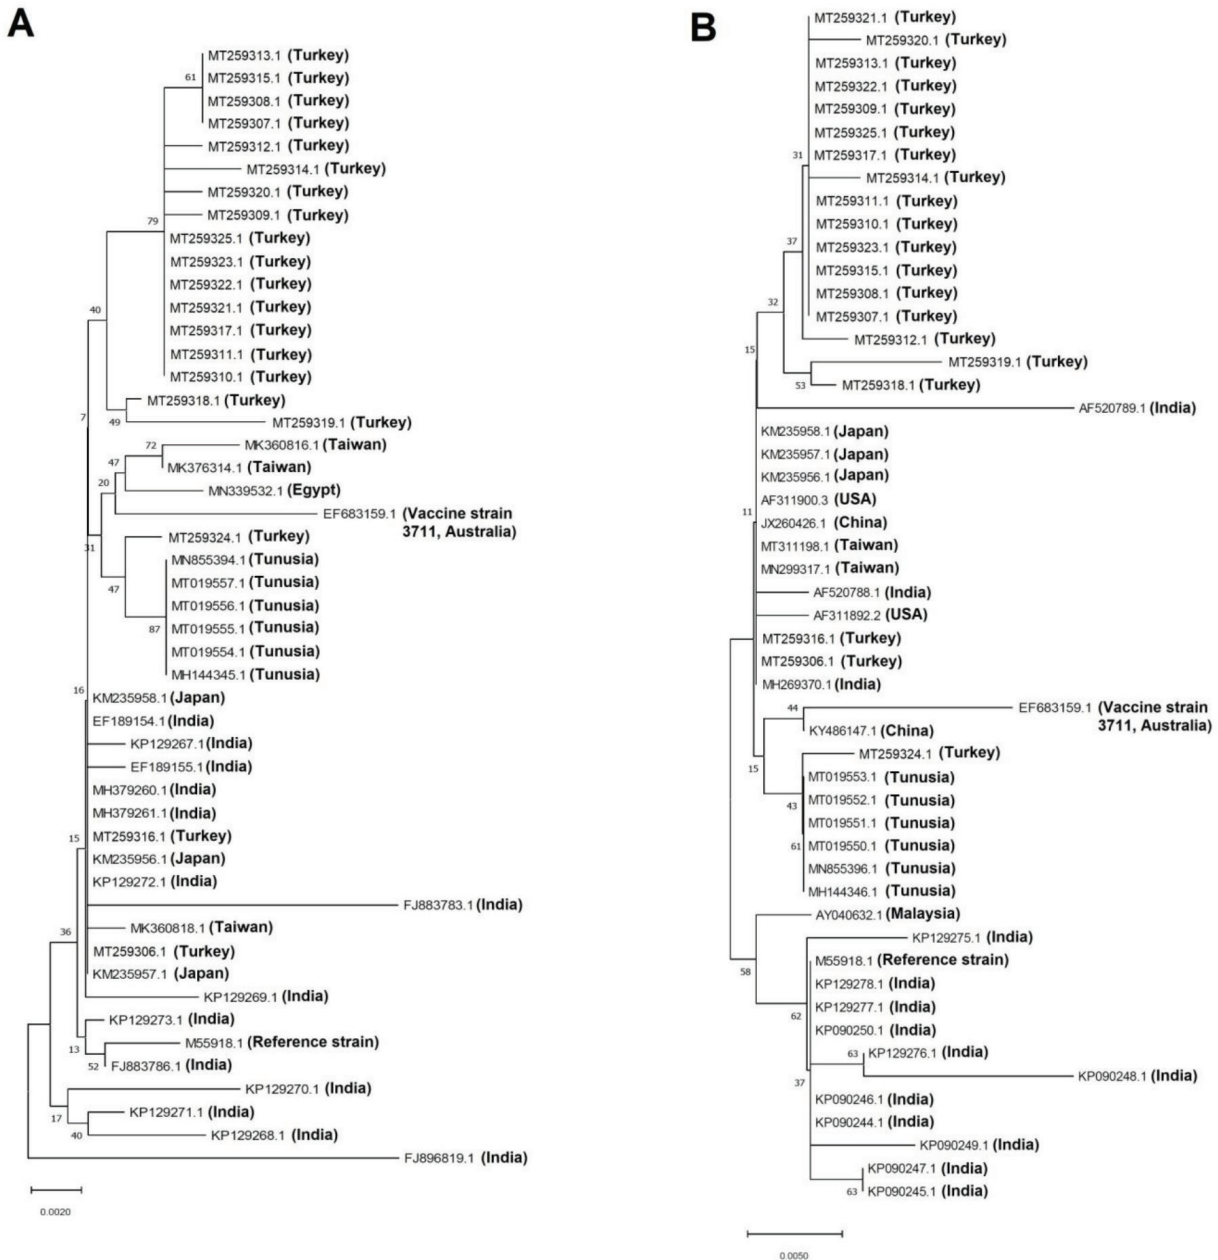 A
MT259313.1 (Turkey)
61
MT259315.1 (Turkey)
MT259308.1 (Turkey)
MT259307.1 (Turkey)
MT259312.1 (Turkey)
MT259314.1 (Turkey)
MT259320.1 (Turkey)
MT259309.1 (Turkey)
79
MT259325.1 (Turkey)
MT259323.1 (Turkey)
MT259322.1 (Turkey)
MT259321.1 (Turkey)
40
MT259317.1 (Turkey)
MT259311.1 (Turkey)
MT259310.1 (Turkey)
MT259318.1 (Turkey)
7
49
MT259319.1 (Turkey)
72
MK360816.1 (Taiwan)
47
MK376314.1 (Taiwan)
20
MN339532.1 (Egypt)
EF683159.1 (Vaccine strain
3711, Australia)
MT259324.1 (Turkey)
31
MN855394.1 (Tunusia)
47
MT019557.1 (Tunusia)
MT019556.1 (Tunusia)
87
MT019555.1 (Tunusia)
MT019554.1 (Tunusia)
MH144345.1 (Tunusia)
16
KM235958.1 (Japan)
EF189154.1 (India)
KP129267.1 (India)
EF189155.1 (India)
MH379260.1 (India)
MH379261.1 (India)
15
MT259316.1 (Turkey)
KM235956.1 (Japan)
KP129272.1 (India)
FJ883783.1 (India)
36
MK360818.1 (Taiwan)
MT259306.1 (Turkey)
KM235957.1 (Japan)
KP129269.1 (India)
KP129273.1 (India)
13
M55918.1 (Reference strain)
52
FJ883786.1 (India)
KP129270.1 (India)
17
KP129271.1 (India)
40
KP129268.1 (India)
FJ896819.1 (India)
0.0020
B
MT259321.1 (Turkey)
MT259320.1 (Turkey)
MT259313.1 (Turkey)
MT259322.1 (Turkey)
MT259309.1 (Turkey)
MT259325.1 (Turkey)
31
MT259317.1 (Turkey)
MT259314.1 (Turkey)
MT259311.1 (Turkey)
MT259310.1 (Turkey)
37
MT259323.1 (Turkey)
MT259315.1 (Turkey)
MT259308.1 (Turkey)
32
MT259307.1 (Turkey)
MT259312.1 (Turkey)
15
MT259319.1 (Turkey)
53
MT259318.1 (Turkey)
AF520789.1 (India)
KM235958.1 (Japan)
KM235957.1 (Japan)
KM235956.1 (Japan)
AF311900.3 (USA)
11
JX260426.1 (China)
MT311198.1 (Taiwan)
MN299317.1 (Taiwan)
AF520788.1 (India)
AF311892.2 (USA)
MT259316.1 (Turkey)
MT259306.1 (Turkey)
MH269370.1 (India)
44
EF683159.1 (Vaccine strain
3711, Australia)
KY486147.1 (China)
MT259324.1 (Turkey)
15
MT019553.1 (Tunusia)
43
MT019552.1 (Tunusia)
MT019551.1 (Tunusia)
61
MT019550.1 (Tunusia)
MN855396.1 (Tunusia)
MH144346.1 (Tunusia)
AY040632.1 (Malaysia)
KP129275.1 (India)
58
M55918.1 (Reference strain)
KP129278.1 (India)
62
KP129277.1 (India)
KP090250.1 (India)
63
KP129276.1 (India)
37
KP090248.1 (India)
KP090246.1 (India)
KP090244.1 (India)
KP090249.1 (India)
KP090247.1 (India)
63
KP090245.1 (India)
0.0050